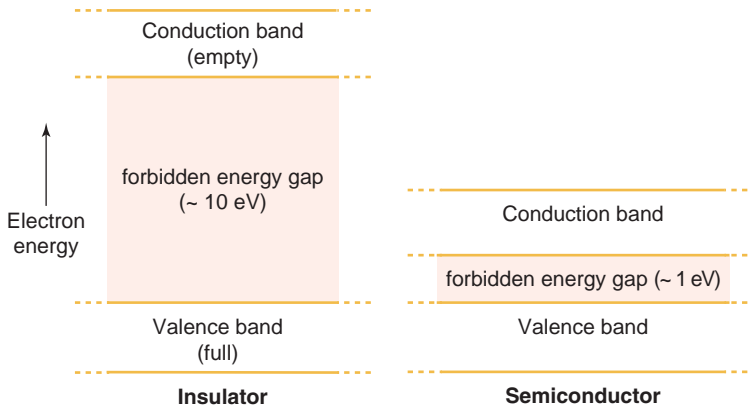 Conduction band
(empty)
forbidden energy gap
(~ 10 eV)
Electron
energy
Valence band
(full)
Insulator
Conduction band
forbidden energy gap (~ 1 eV)
Valence band
Semiconductor